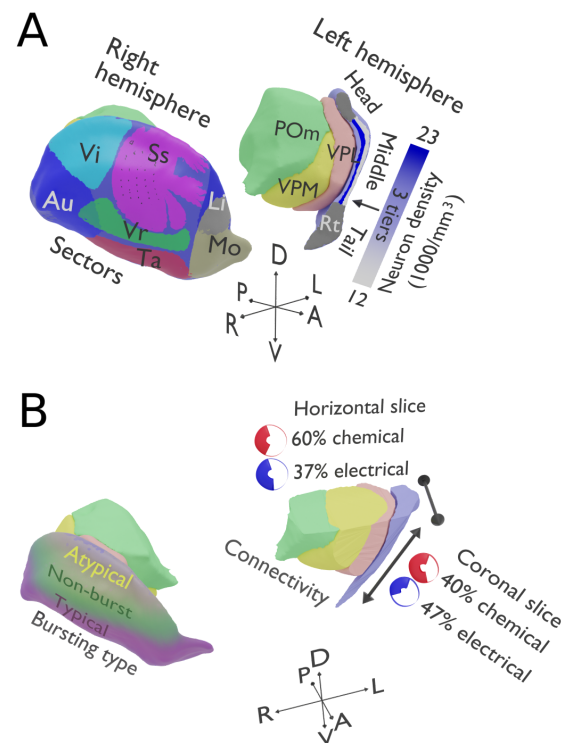 A
Right
hemisphere
Left hemisphere
Vi
Ss
Au
Li
Vr
Mo
Ta
Sectors
POm
VPL
VPM
Rt
Head
Middle
Tail
23
3 tiers
12
Neuron density
(1000/mm³)
D
P
L
R
A
V
B
Horizontal slice
60% chemical
37% electrical
Atypical
Non-burst
Typical
Bursting type
Connectivity
Coronal slice
40% chemical
47% electrical
D
P
L
R
A
V